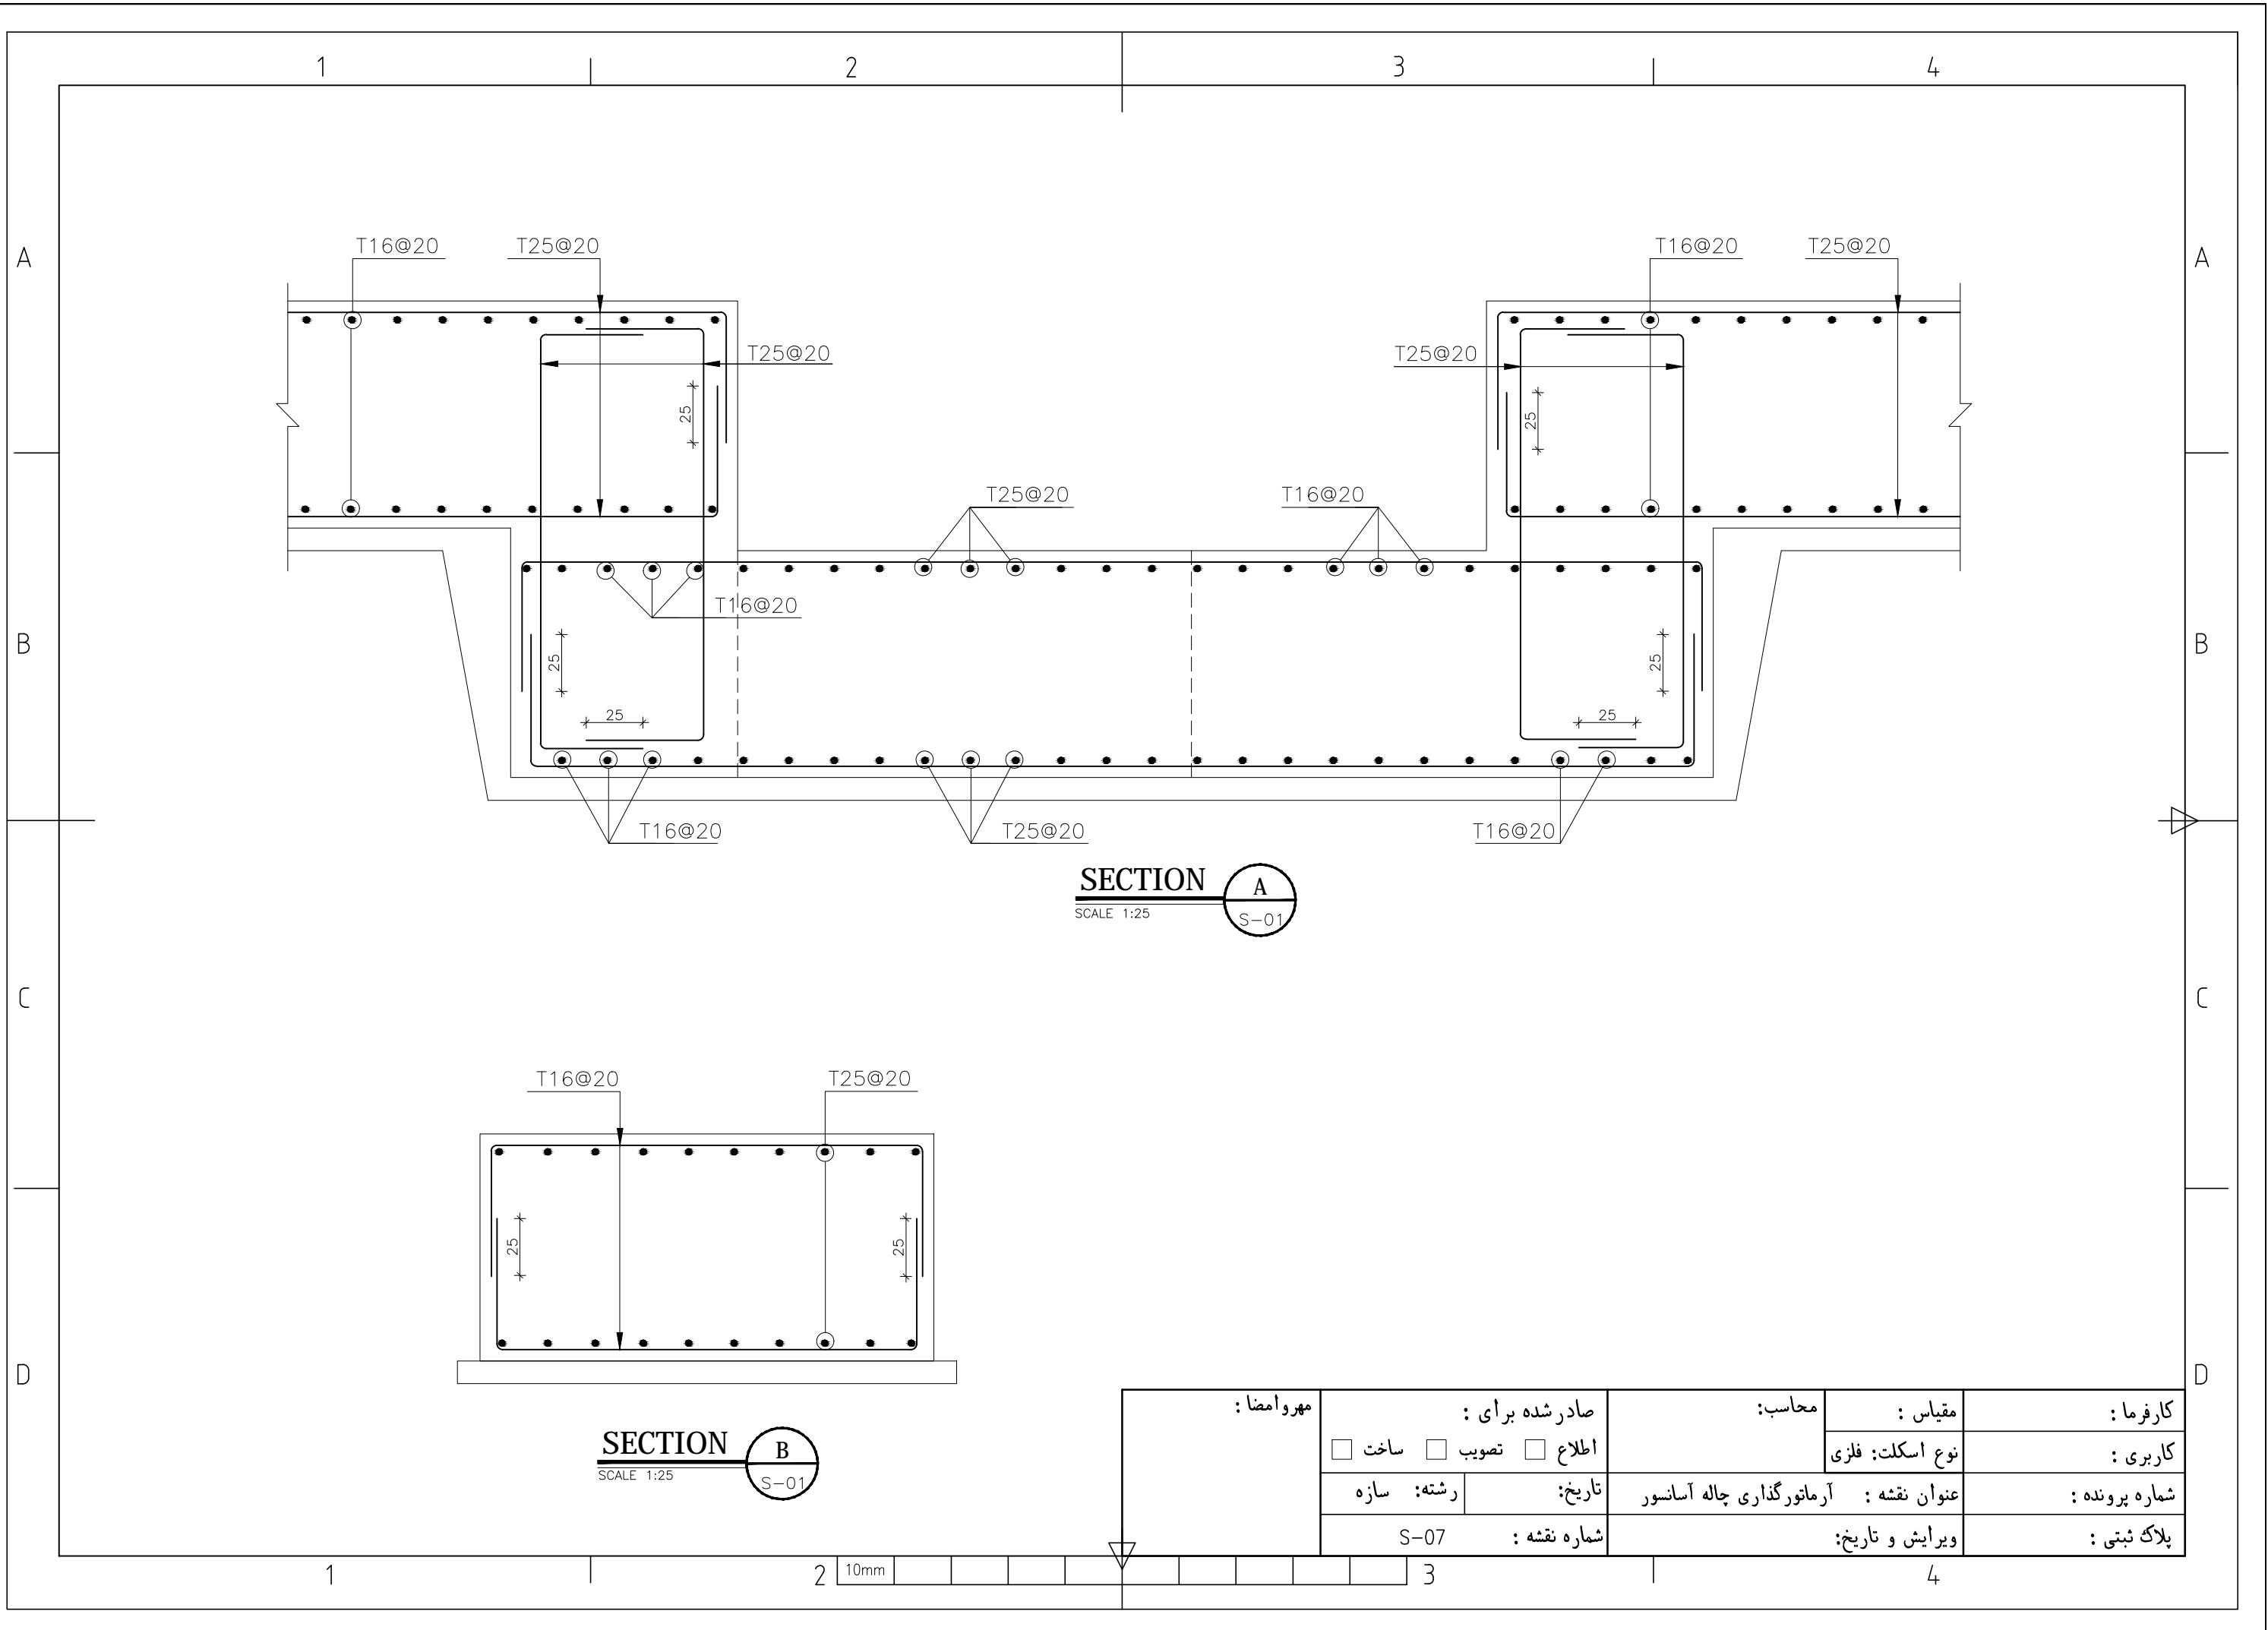 1 2 3 4
A A
T16@20 T25@20 T16@20 T25@20
T25@20 T25@20
25 25
T25@20 T16@20
T16@20
B B
25 25
25 25
T16@20 T25@20 T16@20
SECTION A
SCALE 1:25 S-01
C C
T16@20 T25@20
25 25
D D
SECTION B
SCALE 1:25 S-01
کارفرما :
مقیاس :
محاسب:
صادر شده برای :
مهروامضا :
کاربری :
نوع اسکلت: فلزی
اطلاع تصویب ساخت
شماره پرونده :
عنوان نقشه : آرماتورگذاری چاله آسانسور
تاریخ:
رشته: سازه
پلاک ثبتی :
ویرایش و تاریخ:
شماره نقشه : S-07
1 2 10mm 3 4